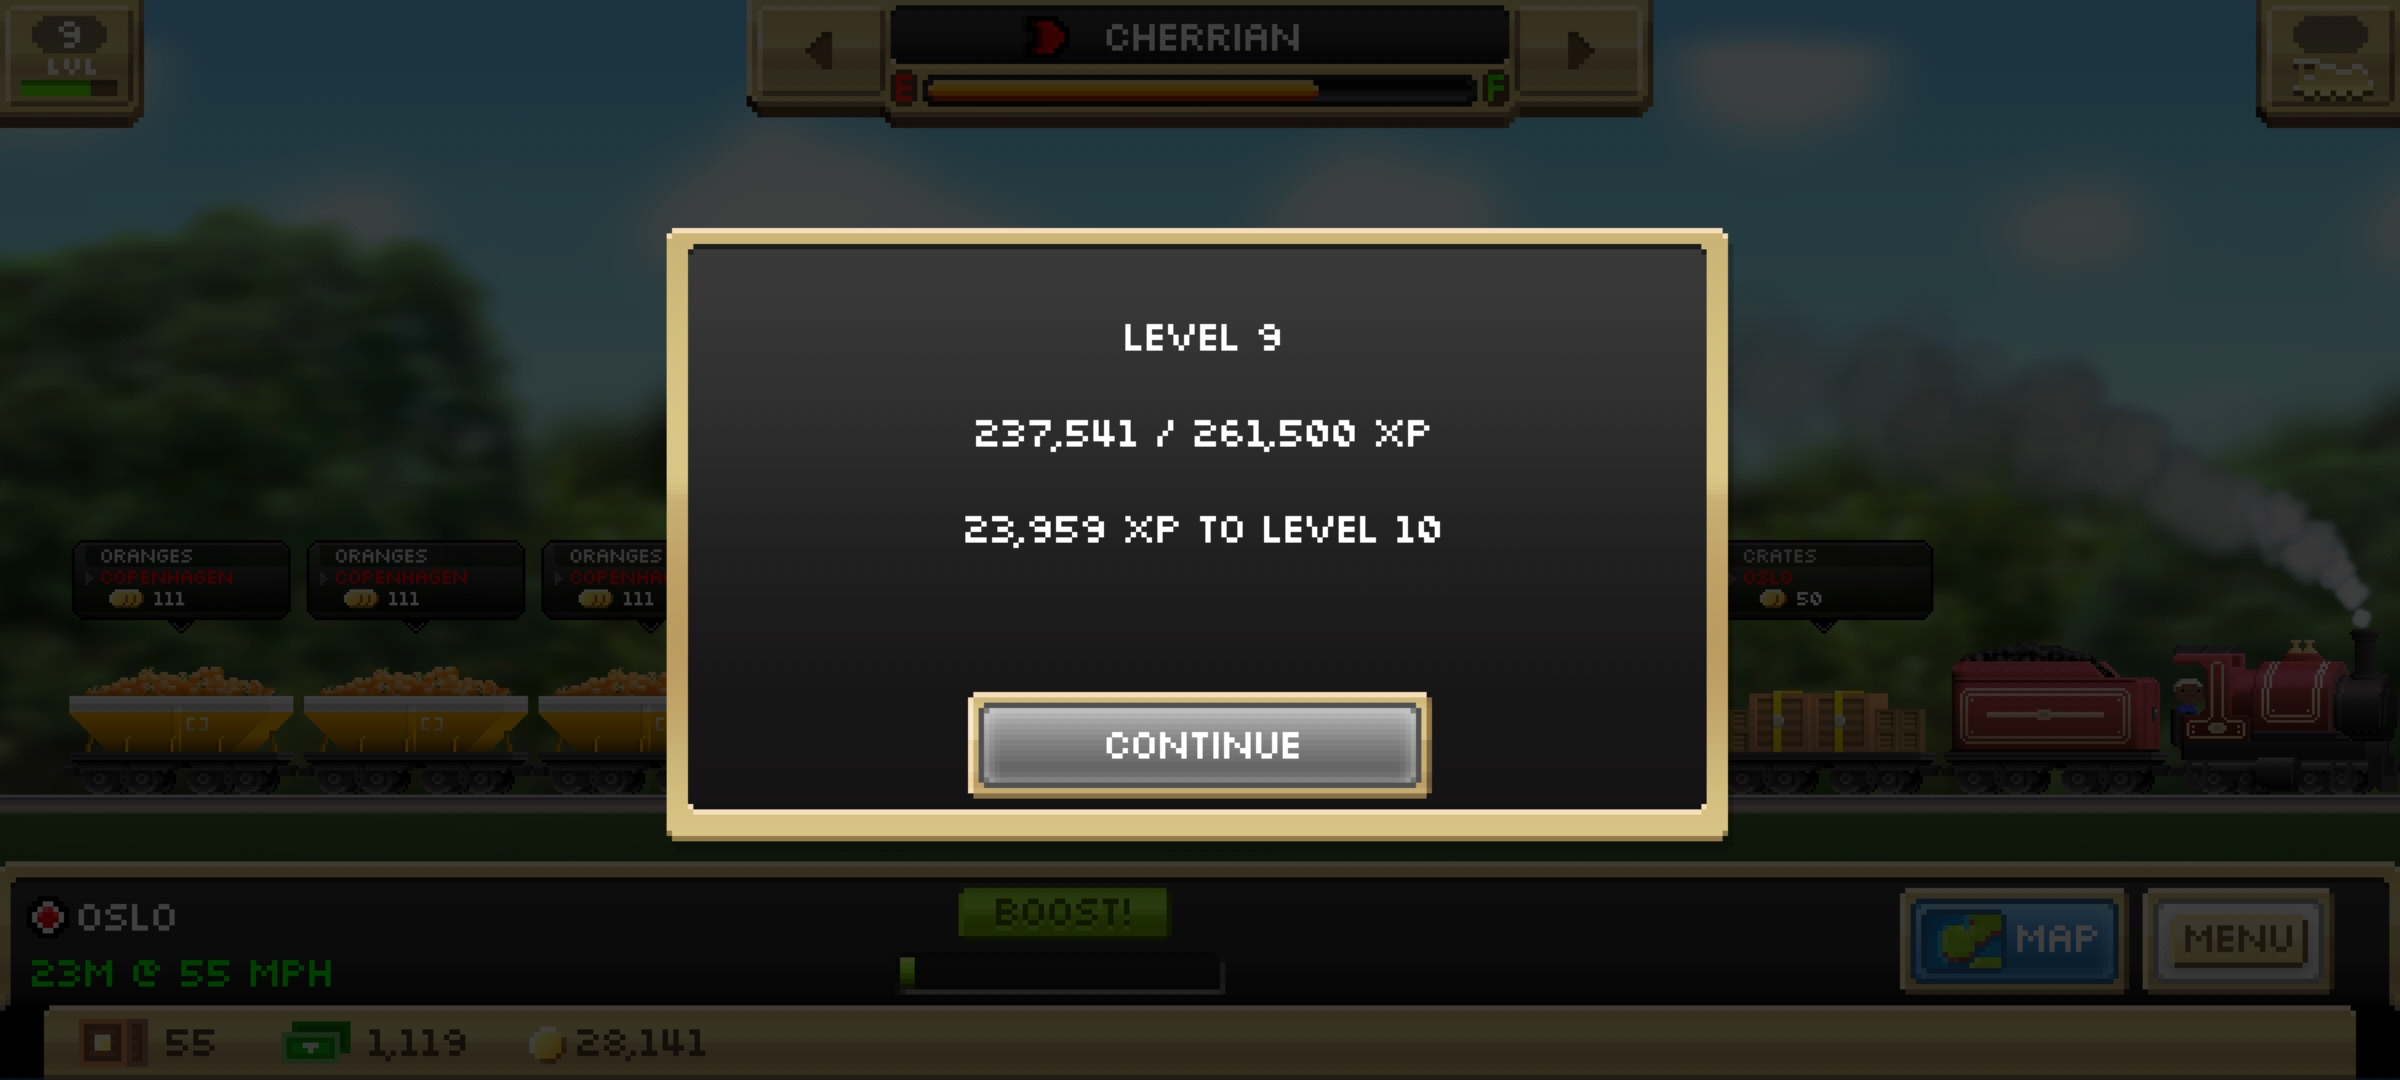 9
LVL
CHERRIAN
E F
LEVEL 9
237,541 / 261,500 XP
23,959 XP TO LEVEL 10
CONTINUE
ORANGES
COPENHAGEN
111
ORANGES
COPENHAGEN
111
ORANGES
COPENHA
111
CRATES
OSLO
50
OSLO
23M @ 55 MPH
BOOST!
MAP
MENU
55
1,119
28,141